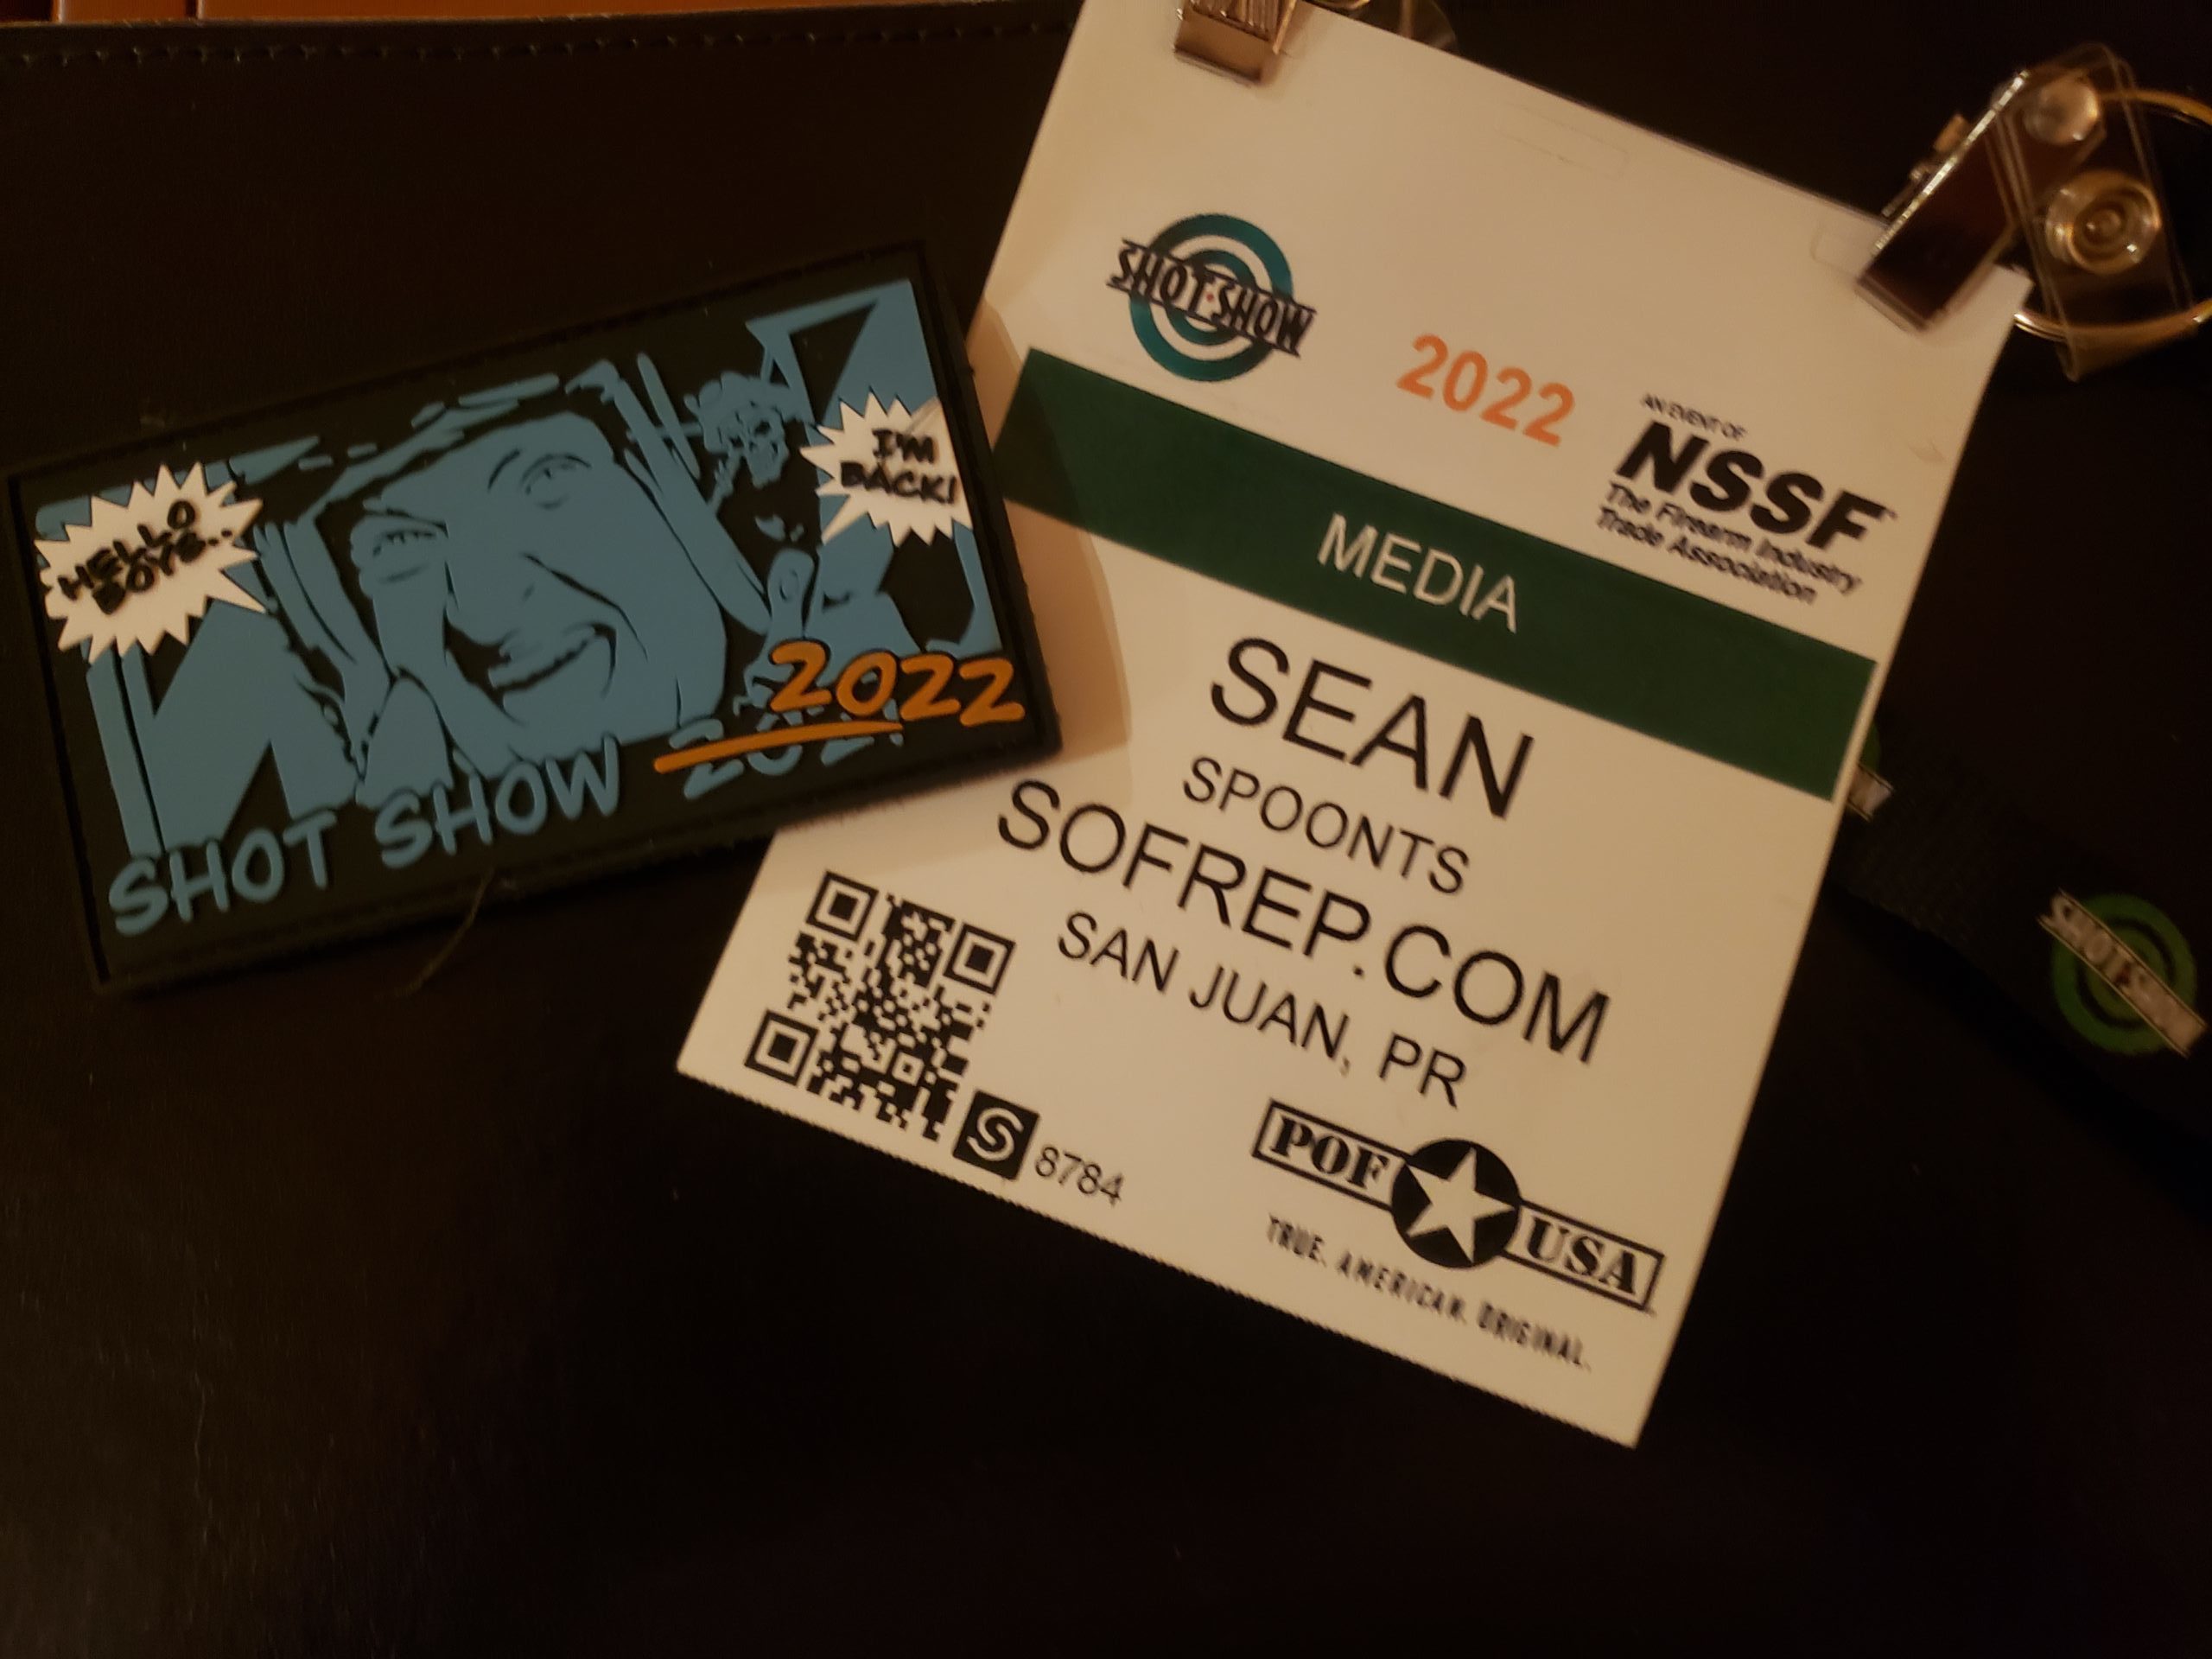 HELLO
BOYS..
I'M
BACK!
2022
SHOT SHOW 2021
SHOT SHOW
2022
AN EVENT OF
NSSF
The Firearm Industry
Trade Association
MEDIA
SEAN
SPOONTS
SOFREP.COM
SAN JUAN, PR
S 8784
POF USA
TRUE. AMERICAN. ORIGINAL.
SHOT SHOW